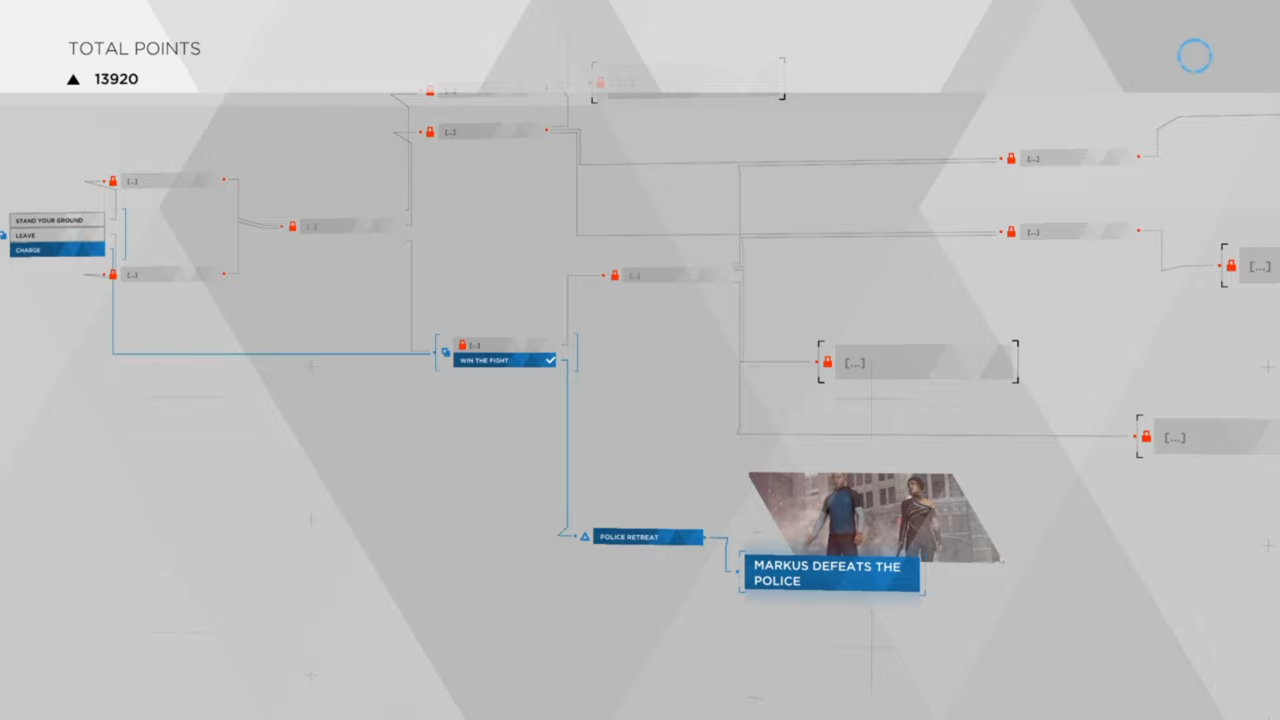 TOTAL POINTS
▲ 13920
[...]
[...]
[...]
[...]
STAND YOUR GROUND
LEAVE
CHARGE
[...]
[...]
[...]
[...]
[...]
[...]
WIN THE FIGHT
[...]
[...]
POLICE RETREAT
MARKUS DEFEATS THE
POLICE